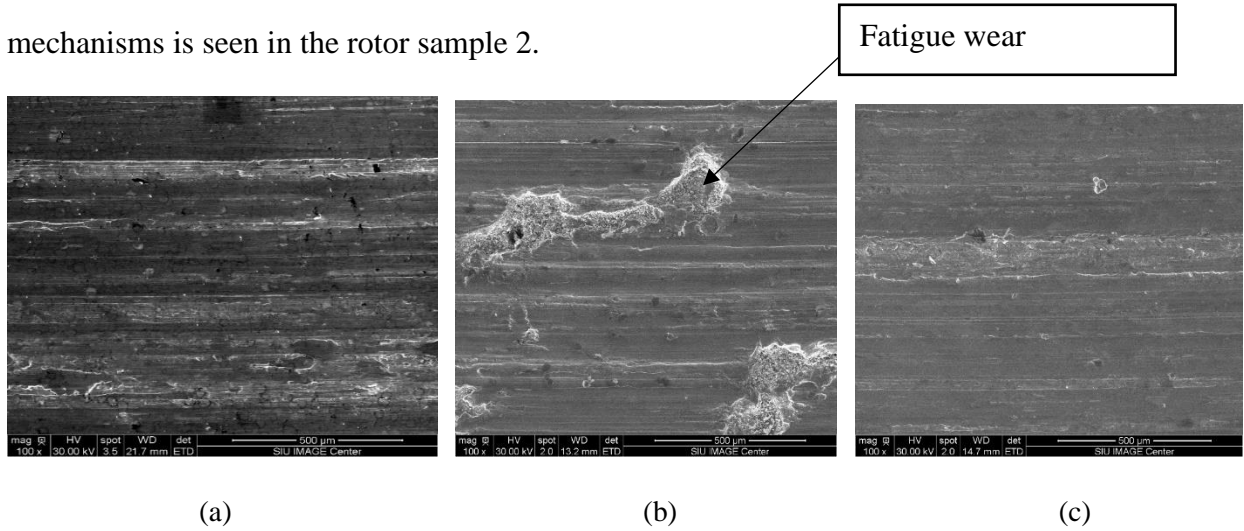 mechanisms is seen in the rotor sample 2.
Fatigue wear
mag HV spot WD det 500 µm
100 x 30.00 kV 3.5 21.7 mm ETD SIU IMAGE Center
mag HV spot WD det 500 µm
100 x 30.00 kV 2.0 13.2 mm ETD SIU IMAGE Center
mag HV spot WD det 500 µm
100 x 30.00 kV 2.0 14.7 mm ETD SIU IMAGE Center
(a) (b) (c)